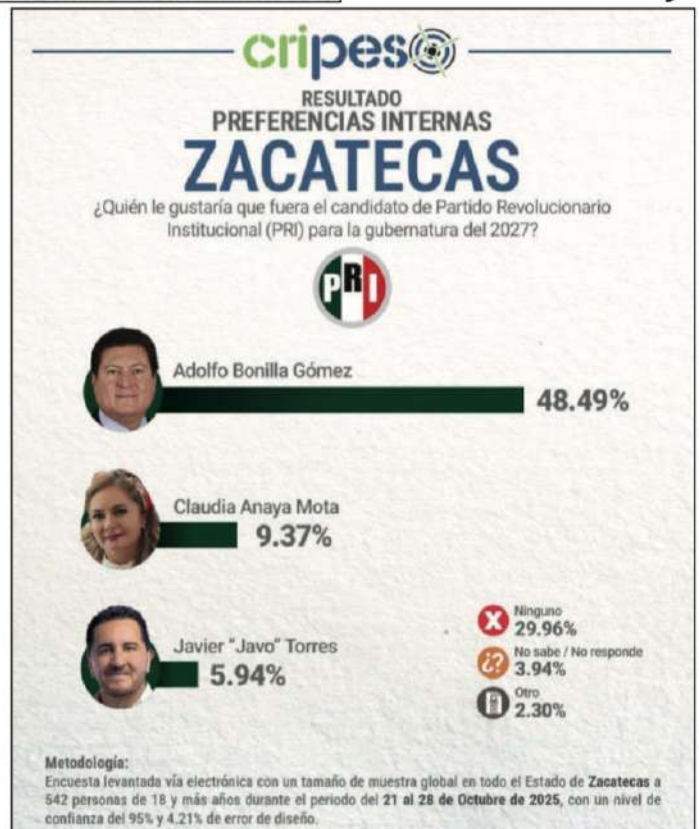 cripeso
RESULTADO
PREFERENCIAS INTERNAS
ZACATECAS
¿Quién le gustaría que fuera el candidato de Partido Revolucionario
Institucional (PRI) para la gubernatura del 2027?
PRI
Adolfo Bonilla Gómez
48.49%
Claudia Anaya Mota
9.37%
Javier "Javo" Torres
5.94%
Ninguno
29.96%
¿? No sabe / No responde
3.94%
Otro
2.30%
Metodología:
Encuesta levantada vía electrónica con un tamaño de muestra global en todo el Estado de Zacatecas a
542 personas de 18 y más años durante el periodo del 21 al 28 de Octubre de 2025, con un nivel de
confianza del 95% y 4.21% de error de diseño.